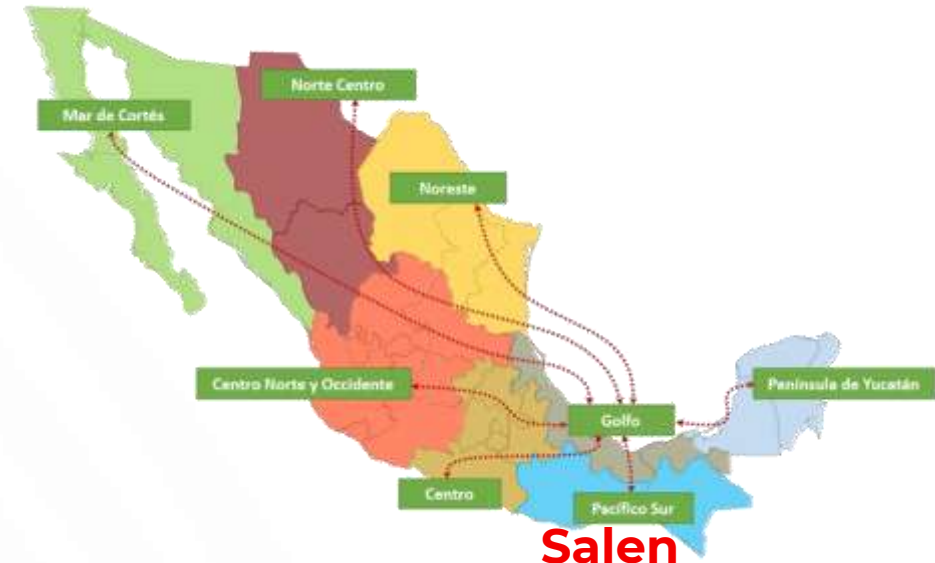 Norte Centro
Mar de Cortés
Noreste
Centro Norte y Occidente
Península de Yucatán
Golfo
Centro
Pacífico Sur
Salen